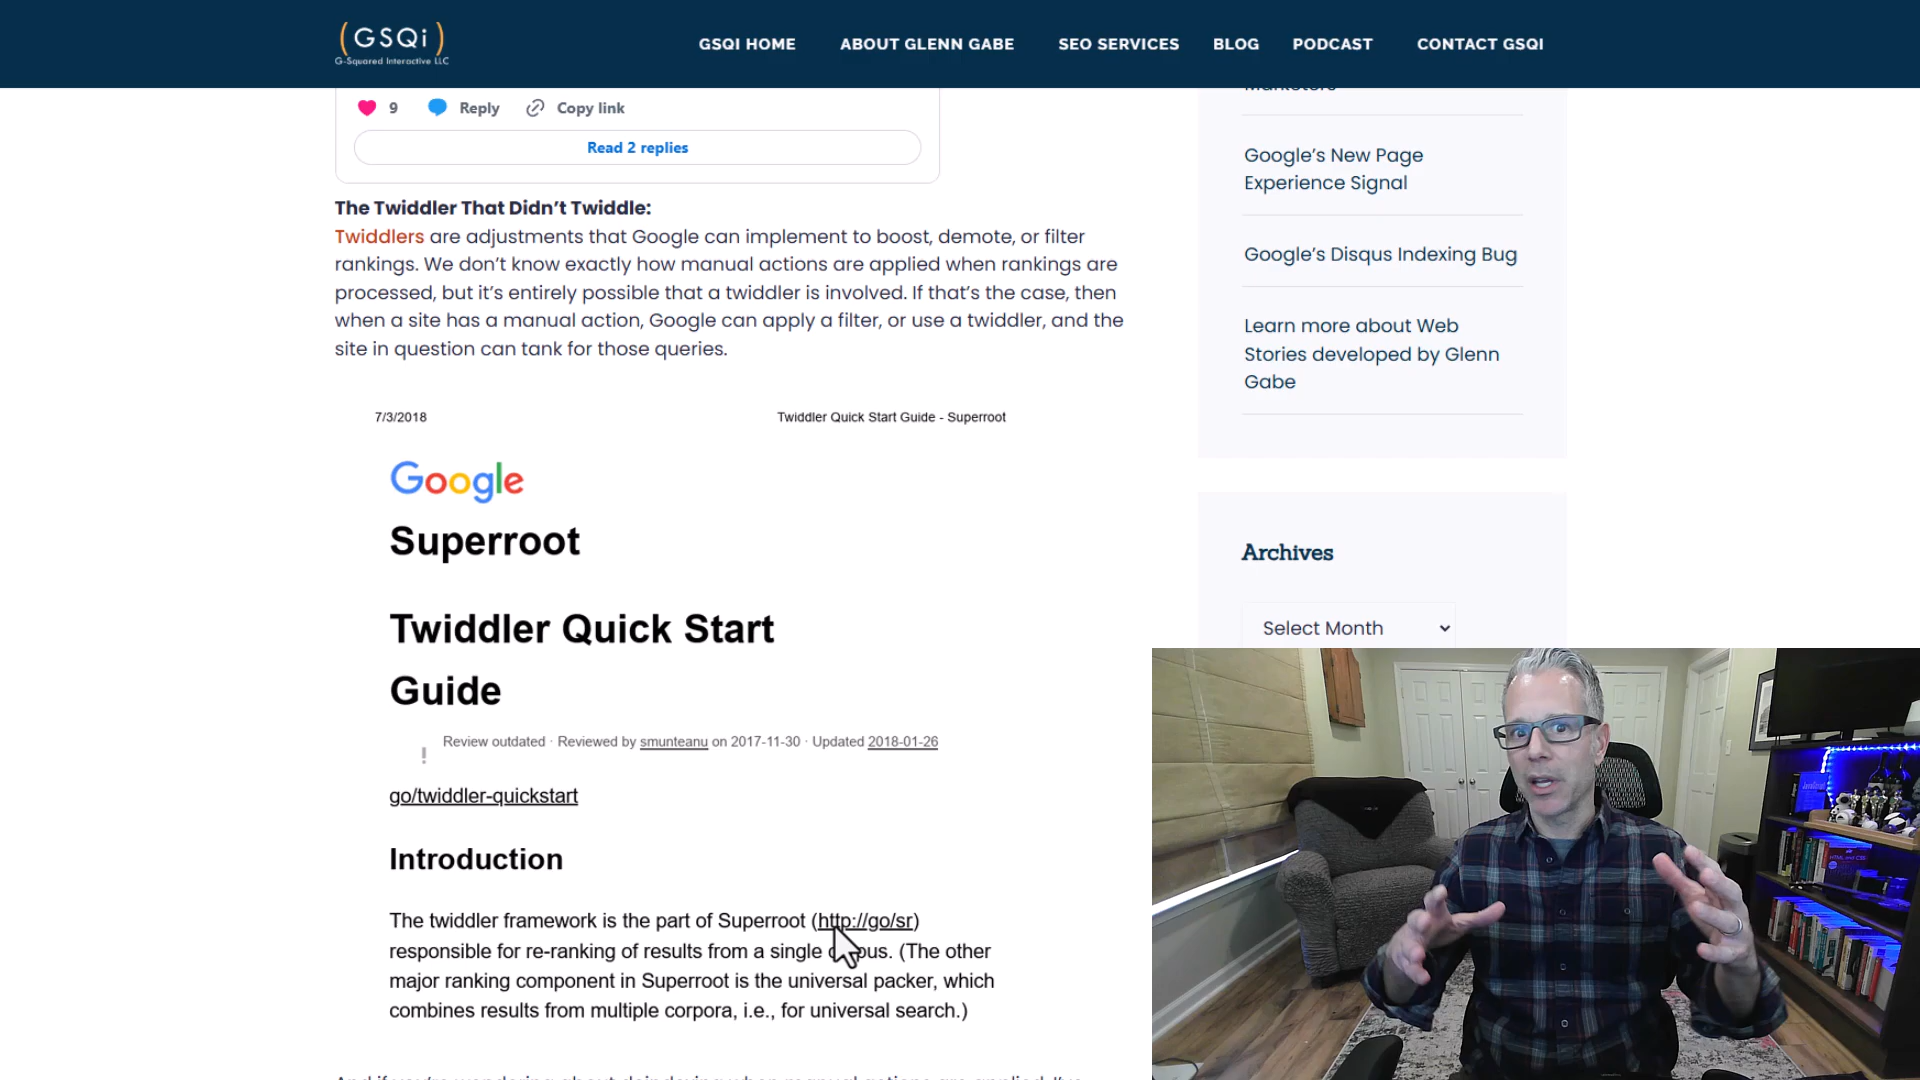 (GSQi)
G-Squared Interactive LLC
GSQI HOME
ABOUT GLENN GABE
SEO SERVICES
BLOG
PODCAST
CONTACT GSQI
9
Reply
Copy link
Read 2 replies
The Twiddler That Didn't Twiddle:
Twiddlers are adjustments that Google can implement to boost, demote, or filter
rankings. We don't know exactly how manual actions are applied when rankings are
processed, but it's entirely possible that a twiddler is involved. If that's the case, then
when a site has a manual action, Google can apply a filter, or use a twiddler, and the
site in question can tank for those queries.
7/3/2018
Twiddler Quick Start Guide - Superroot
Google
Superroot
Twiddler Quick Start
Guide
! Review outdated · Reviewed by smunteanu on 2017-11-30 · Updated 2018-01-26
go/twiddler-quickstart
Introduction
The twiddler framework is the part of Superroot (http://go/sr)
responsible for re-ranking of results from a single corpus. (The other
major ranking component in Superroot is the universal packer, which
combines results from multiple corpora, i.e., for universal search.)
Google's New Page
Experience Signal
Google's Disqus Indexing Bug
Learn more about Web
Stories developed by Glenn
Gabe
Archives
Select Month